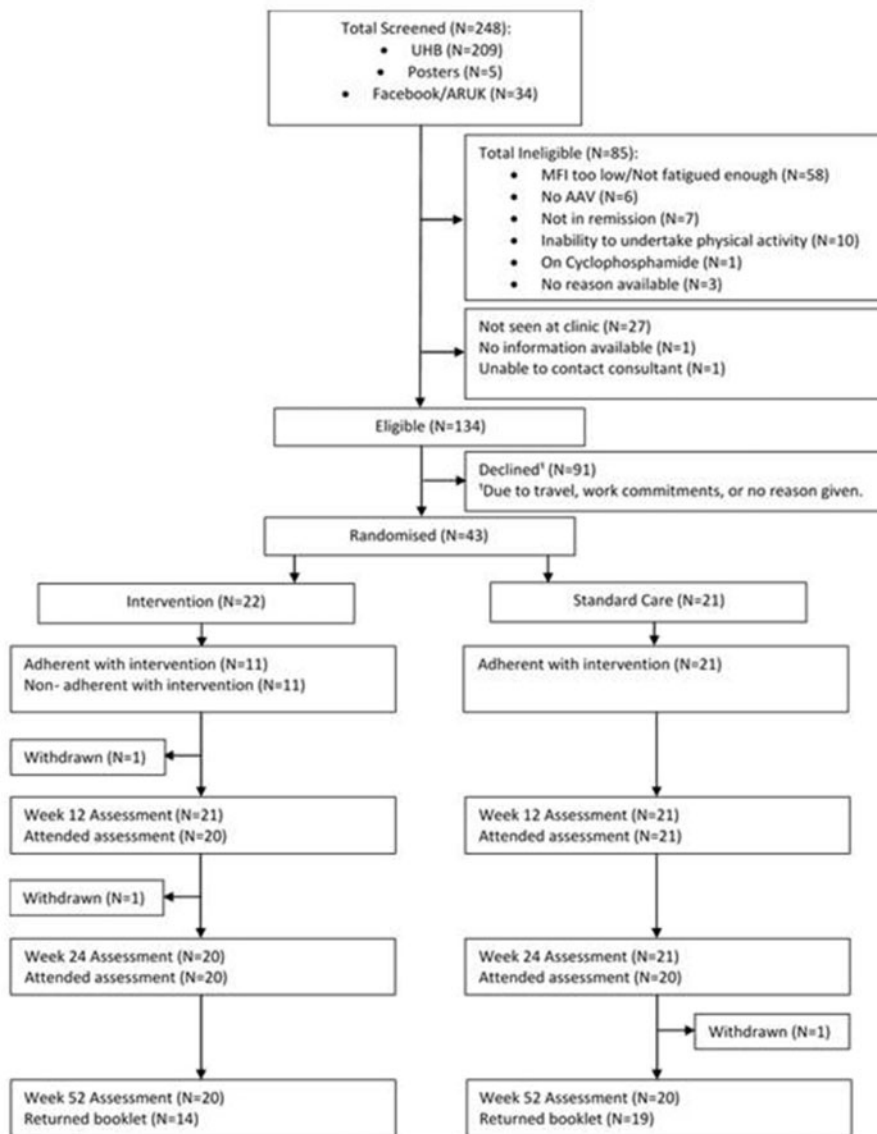 Total Screened (N=248):
• UHB (N=209)
• Posters (N=5)
• Facebook/ARUK (N=34)
Total Ineligible (N=85):
• MFI too low/Not fatigued enough (N=58)
• No AAV (N=6)
• Not in remission (N=7)
• Inability to undertake physical activity (N=10)
• On Cyclophosphamide (N=1)
• No reason available (N=3)
Not seen at clinic (N=27)
No information available (N=1)
Unable to contact consultant (N=1)
Eligible (N=134)
Declined¹ (N=91)
¹Due to travel, work commitments, or no reason given.
Randomised (N=43)
Intervention (N=22)
Standard Care (N=21)
Adherent with intervention (N=11)
Non- adherent with intervention (N=11)
Adherent with intervention (N=21)
Withdrawn (N=1)
Week 12 Assessment (N=21)
Attended assessment (N=20)
Week 12 Assessment (N=21)
Attended assessment (N=21)
Withdrawn (N=1)
Week 24 Assessment (N=20)
Attended assessment (N=20)
Week 24 Assessment (N=21)
Attended assessment (N=20)
Withdrawn (N=1)
Week 52 Assessment (N=20)
Returned booklet (N=14)
Week 52 Assessment (N=20)
Returned booklet (N=19)